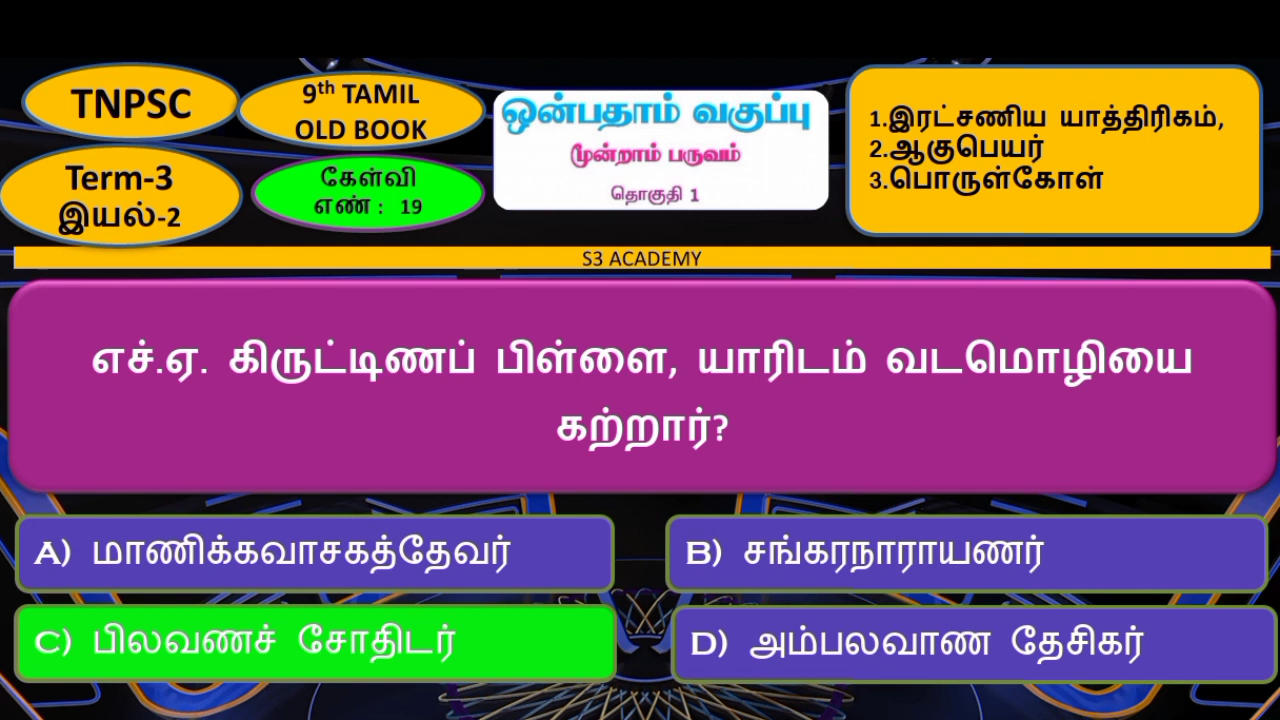 TNPSC
9th TAMIL
OLD BOOK
Term-3
இயல்-2
கேள்வி
எண் : 19
ஒன்பதாம் வகுப்பு
மூன்றாம் பருவம்
தொகுதி 1
1.இரட்சணிய யாத்திரிகம்,
2.ஆகுபெயர்
3.பொருள்கோள்
S3 ACADEMY
எச்.ஏ. கிருட்டிணப் பிள்ளை, யாரிடம் வடமொழியை
கற்றார்?
A) மாணிக்கவாசகத்தேவர்
B) சங்கரநாராயணர்
C) பிலவணச் சோதிடர்
D) அம்பலவாண தேசிகர்